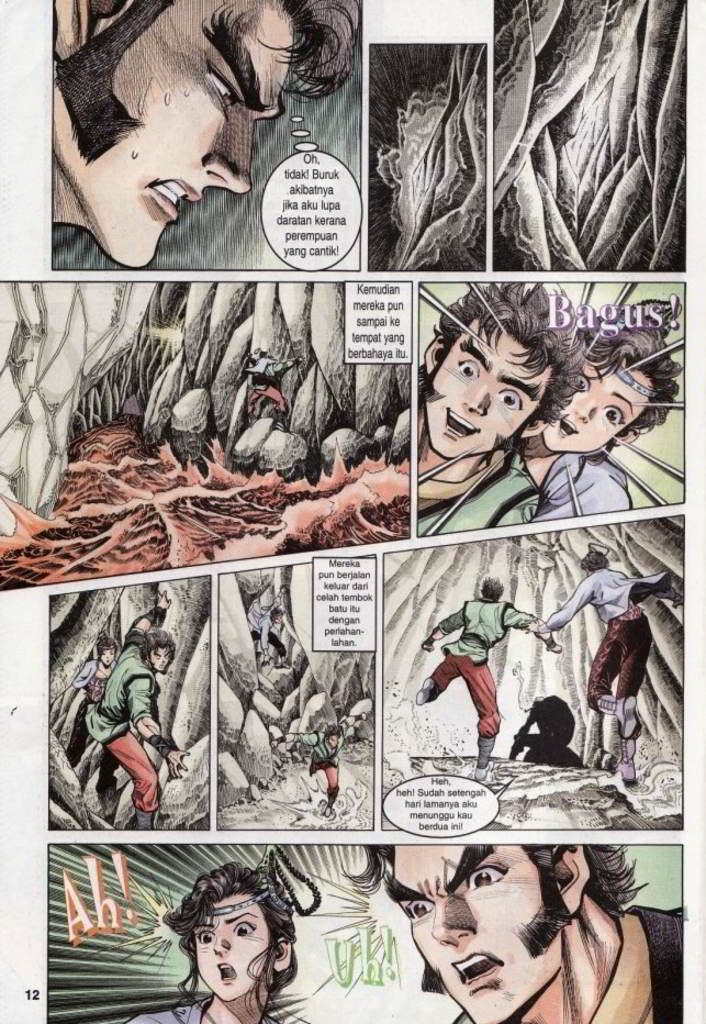 Oh,
tidak! Buruk
akibatnya
jika aku lupa
daratan kerana
perempuan
yang cantik!
Kemudian
mereka pun
sampai ke
tempat yang
berbahaya itu.
Bagus!
Mereka
pun berjalan
keluar dari
celah tembok
batu itu
dengan
perlahan-
lahan.
Heh,
heh! Sudah setengah
hari lamanya aku
menunggu kau
berdua ini!
Ah!
Uh!
12